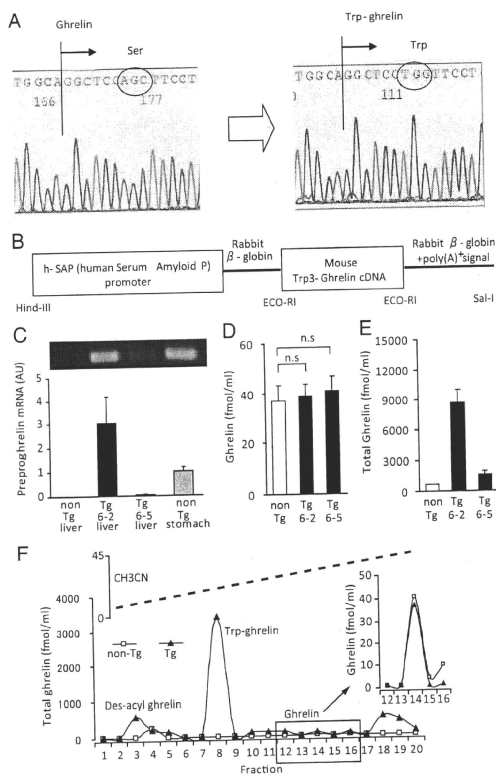 A
Ghrelin
Ser
TGGCAGGCTCCAGCTTCCT
166 177
Trp-ghrelin
Trp
TGGCAGGCTCCTGGTTCCT
111
B
h- SAP (human Serum Amyloid P)
promoter
Rabbit
β - globin
Mouse
Trp3- Ghrelin cDNA
Rabbit β - globin
+poly(A)+signal
Hind-III
ECO-RI
ECO-RI
Sal-I
C
Preproghrelin mRNA (AU)
5
4
3
2
1
0
non Tg liver
Tg 6-2 liver
Tg 6-5 liver
non Tg stomach
D
Ghrelin (fmol/ml)
60
40
20
0
n.s
n.s
non Tg
Tg 6-2
Tg 6-5
E
Total Ghrelin (fmol/ml)
15000
12000
9000
6000
3000
0
non Tg
Tg 6-2
Tg 6-5
F
45
CH3CN
0
Total ghrelin (fmol/ml)
4000
3000
2000
1000
0
non-Tg Tg
Trp-ghrelin
Des-acyl ghrelin
Ghrelin
1 2 3 4 5 6 7 8 9 10 11 12 13 14 15 16 17 18 19 20
Fraction
Ghrelin (fmol/ml)
50
40
30
20
10
0
12 13 14 15 16